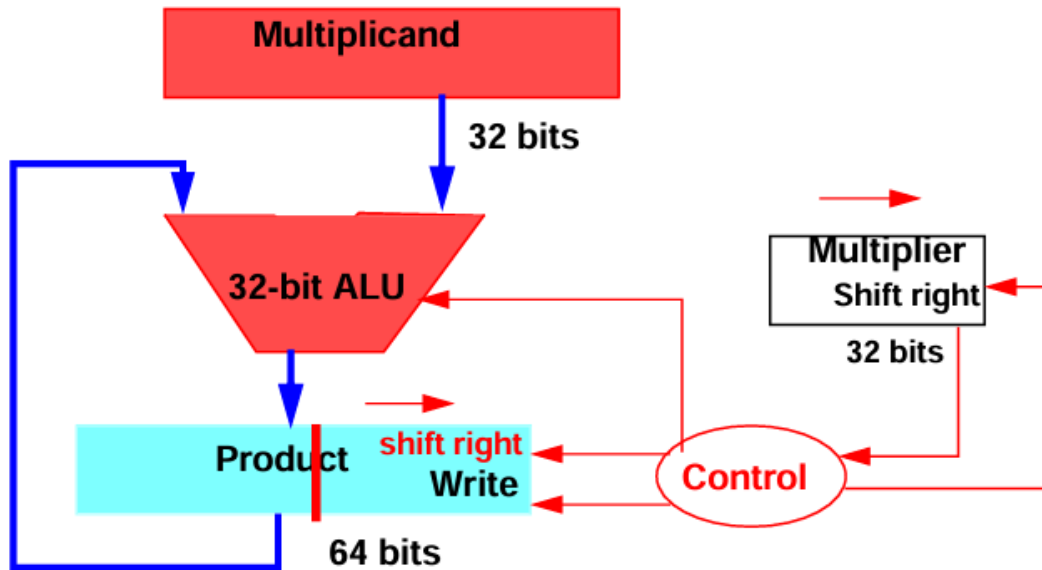 Multiplicand
32 bits
32-bit ALU
Multiplier
Shift right
32 bits
Product
shift right
Write
Control
64 bits